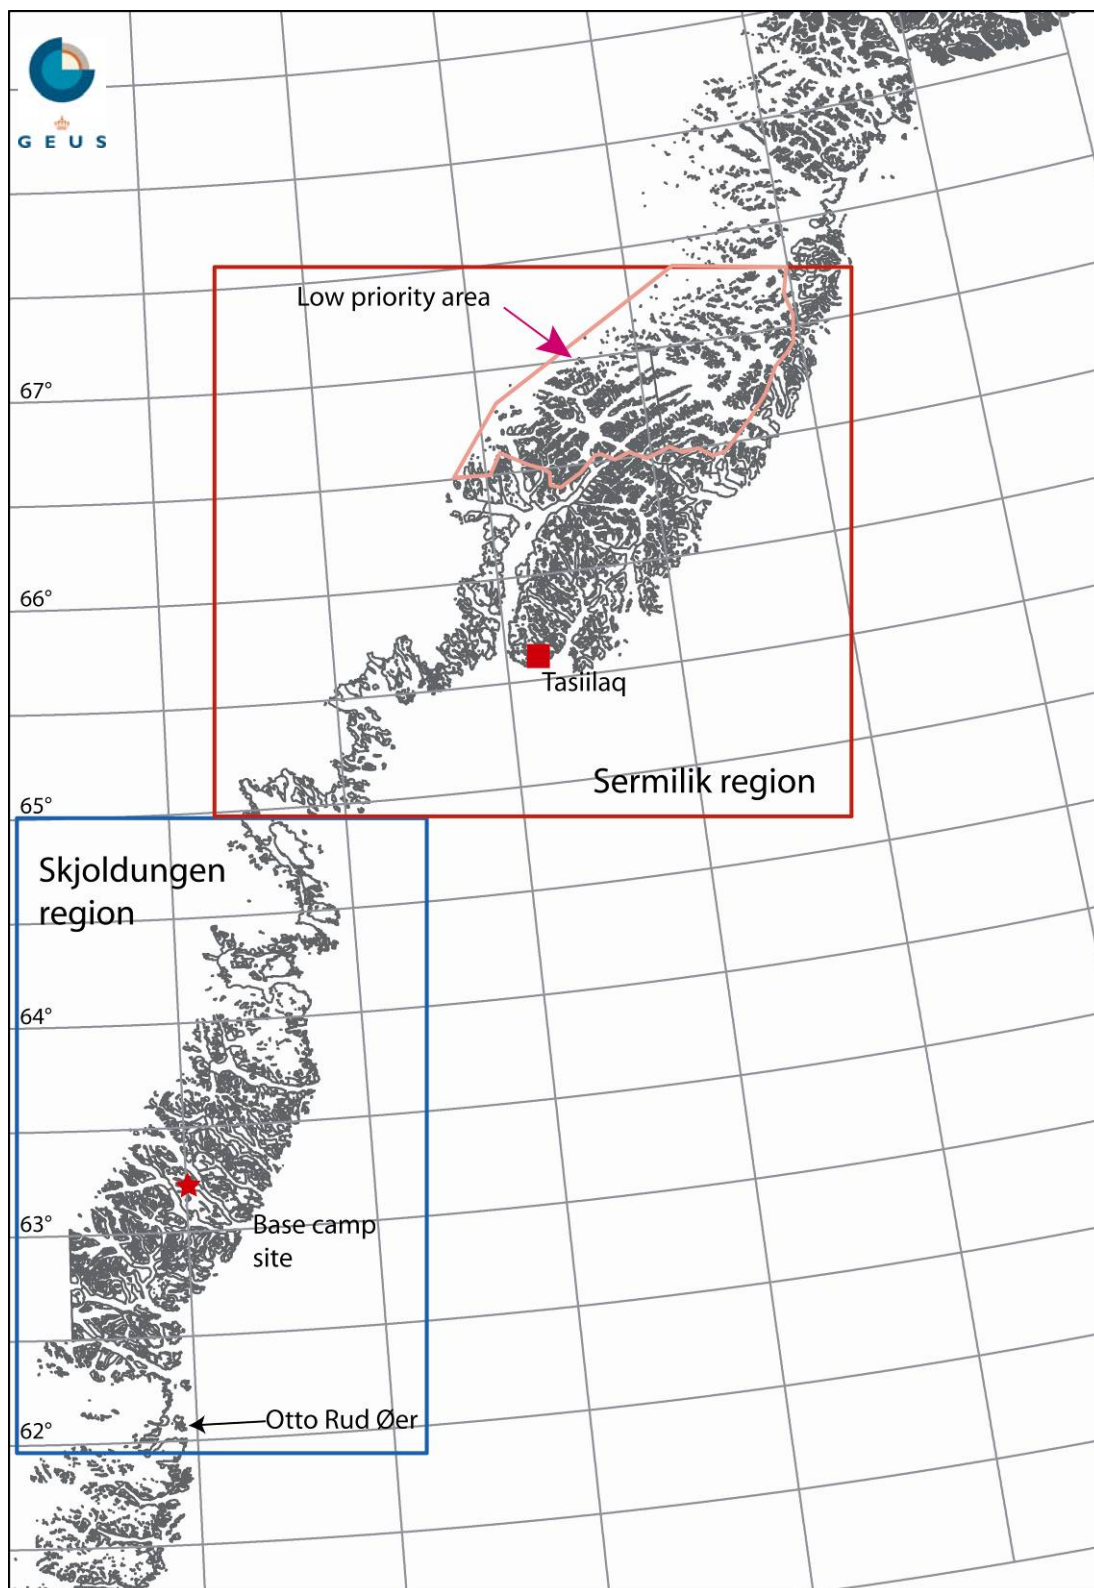 G E U S
Low priority area
67°
66°
Tasiilaq
Sermilik region
65°
Skjoldungen
region
64°
63°
Base camp
site
Otto Rud Øer
62°